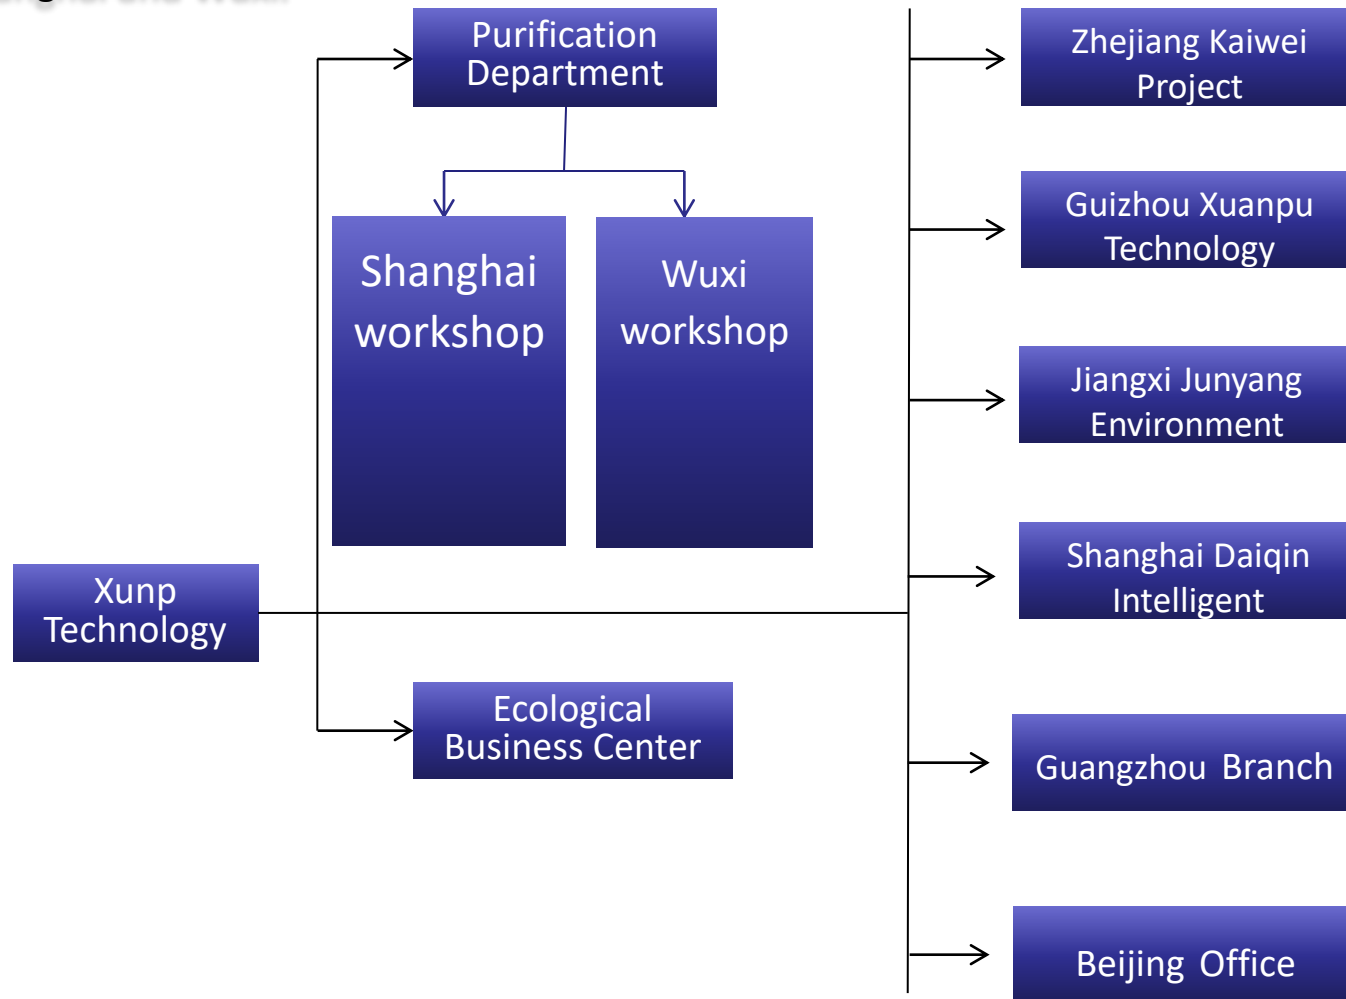 Purification
Department
Shanghai
workshop
Wuxi
workshop
Xunp
Technology
Ecological
Business Center
Zhejiang Kaiwei
Project
Guizhou Xuanpu
Technology
Jiangxi Junyang
Environment
Shanghai Daiqin
Intelligent
Guangzhou Branch
Beijing Office